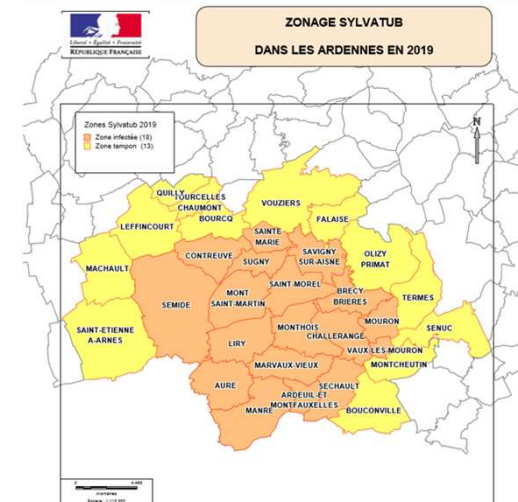 Liberté • Égalité • Fraternité
RÉPUBLIQUE FRANÇAISE
ZONAGE SYLVATUB
DANS LES ARDENNES EN 2019
Zones Sylvatub 2019
Zone infectée (18)
Zone tampon (13)
N
QUILLY
TOURCELLES
CHAUMONT
BOURCQ
VOUZIERS
FALAISE
LEFFINCOURT
SAINTE
MARIE
CONTREUVE
SUGNY
SAVIGNY
SUR-AISNE
OLIZY
PRIMAT
MACHAULT
SAINT-MOREL
BRECY
BRIERES
TERMES
SEMIDE
MONT
SAINT-MARTIN
MOURON
SENUC
SAINT-ETIENNE
A-ARNES
MONTHOIS
CHALLERANGE
LIRY
VAUX LES MOURON
MONTCHEUTIN
MARVAUX-VIEUX
AURE
SECHAULT
ARDEUIL-ET
MONTFAUXELLES
MANRE
BOUCONVILLE